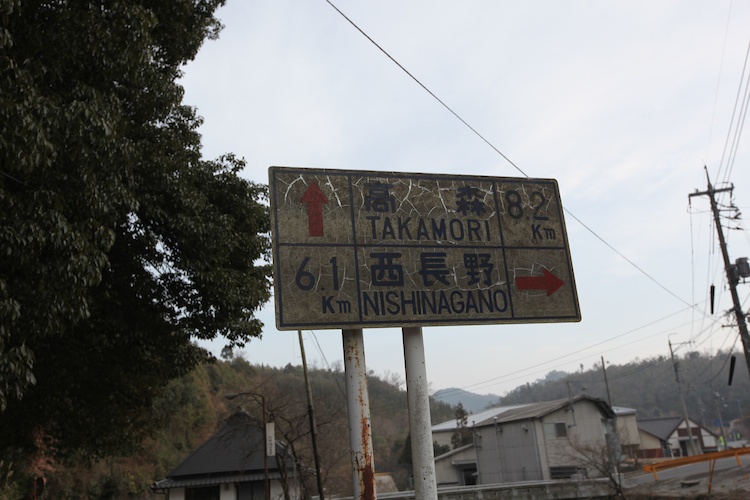 高森 8.2
TAKAMORI Km
6.1 西長野
Km NISHINAGANO